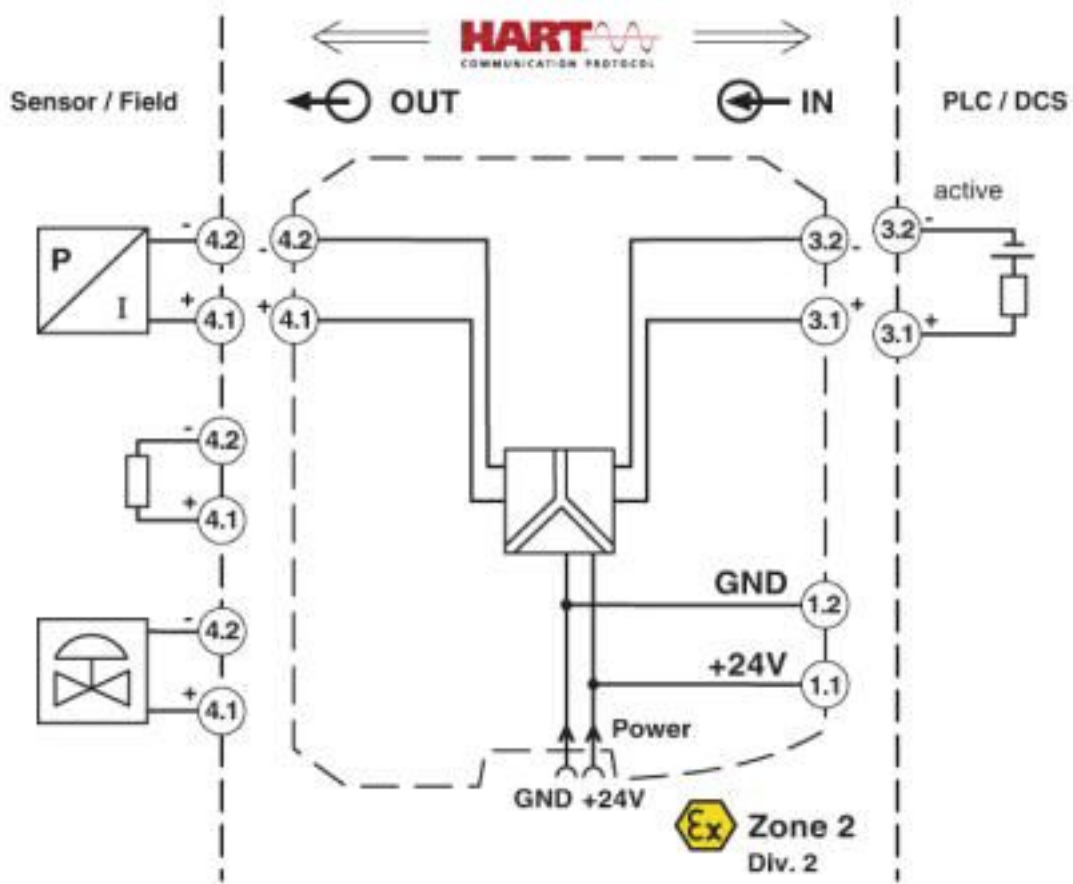 HART
COMMUNICATION PROTOCOL
Sensor / Field
OUT
IN
PLC / DCS
active
P
I
-
4.2
+
4.1
4.2
-
+
4.1
3.2
-
3.1
+
3.2
-
3.1
+
-
4.2
+
4.1
-
4.2
+
4.1
GND
1.2
+24V
1.1
Power
GND +24V
Ex
Zone 2
Div. 2